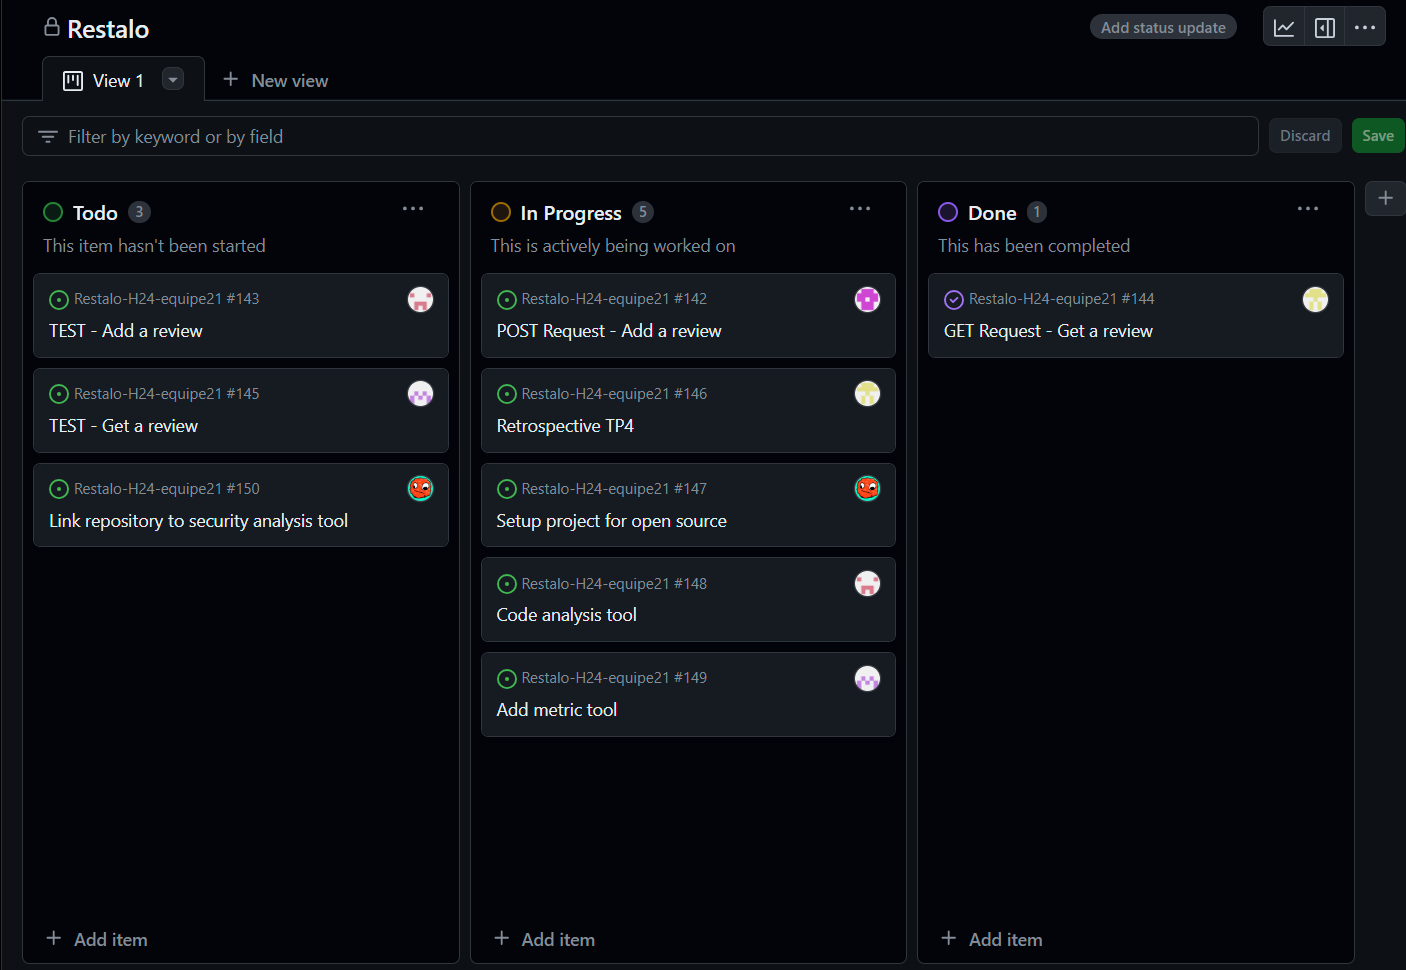 Restalo
Add status update
View 1
New view
Filter by keyword or by field
Discard
Save
Todo 3
This item hasn't been started
Restalo-H24-equipe21 #143
TEST - Add a review
Restalo-H24-equipe21 #145
TEST - Get a review
Restalo-H24-equipe21 #150
Link repository to security analysis tool
Add item
In Progress 5
This is actively being worked on
Restalo-H24-equipe21 #142
POST Request - Add a review
Restalo-H24-equipe21 #146
Retrospective TP4
Restalo-H24-equipe21 #147
Setup project for open source
Restalo-H24-equipe21 #148
Code analysis tool
Restalo-H24-equipe21 #149
Add metric tool
Add item
Done 1
This has been completed
Restalo-H24-equipe21 #144
GET Request - Get a review
Add item